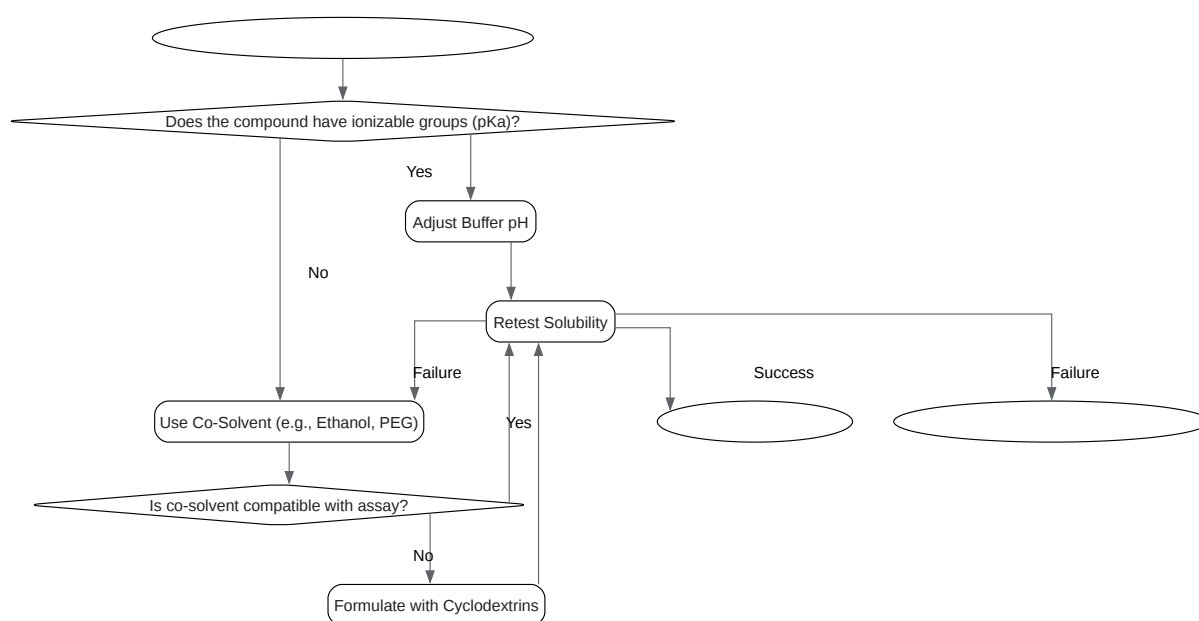 Does the compound have ionizable groups (pKa)?
Yes
Adjust Buffer pH
No
Retest Solubility
Failure
Success
Failure
Use Co-Solvent (e.g., Ethanol, PEG)
Yes
Is co-solvent compatible with assay?
No
Formulate with Cyclodextrins